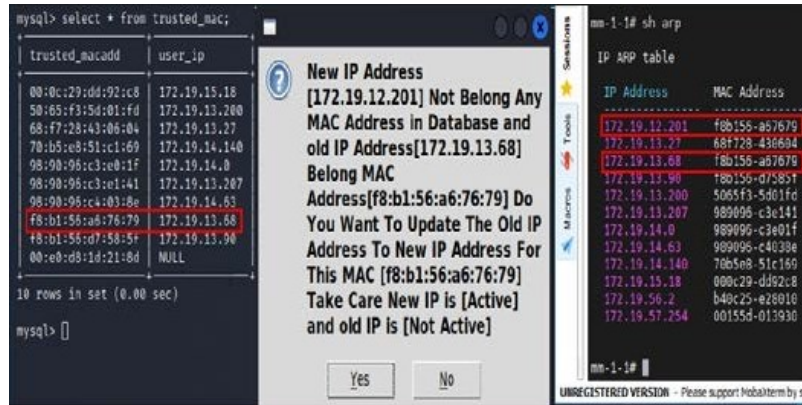 mysql> select * from trusted_mac;
trusted_macadd | user_ip
00:0c:29:dd:92:c8 | 172.19.15.18
50:65:f3:5d:01:fd | 172.19.13.200
68:f7:28:43:06:04 | 172.19.13.27
70:b5:e8:51:c1:69 | 172.19.14.140
98:90:96:c3:e0:1f | 172.19.14.0
98:90:96:c3:e1:41 | 172.19.13.207
98:90:96:c4:03:8e | 172.19.14.63
f8:b1:56:a6:76:79 | 172.19.13.68
f8:b1:56:d7:58:5f | 172.19.13.90
00:e0:d8:1d:21:8d | NULL
10 rows in set (0.00 sec)
mysql>
New IP Address
[172.19.12.201] Not Belong Any
MAC Address in Database and
old IP Address[172.19.13.68]
Belong MAC
Address[f8:b1:56:a6:76:79] Do
You Want To Update The Old IP
Address To New IP Address For
This MAC [f8:b1:56:a6:76:79]
Take Care New IP is [Active]
and old IP is [Not Active]
Yes No
Sessions
Tools
Macros
mm-1-1# sh arp
IP ARP table
IP Address MAC Address
172.19.12.201 f8b156-a67679
172.19.13.27 68f728-430604
172.19.13.68 f8b156-a67679
172.19.13.90 f8b156-d7585f
172.19.13.200 5065f3-5d01fd
172.19.13.207 989096-c3e141
172.19.14.0 989096-c3e01f
172.19.14.63 989096-c4038e
172.19.14.140 70b5e8-51c169
172.19.15.18 000c29-dd92c8
172.19.56.2 b40c25-e28010
172.19.57.254 00155d-013930
mm-1-1#
UNREGISTERED VERSION - Please support MobaXterm by s